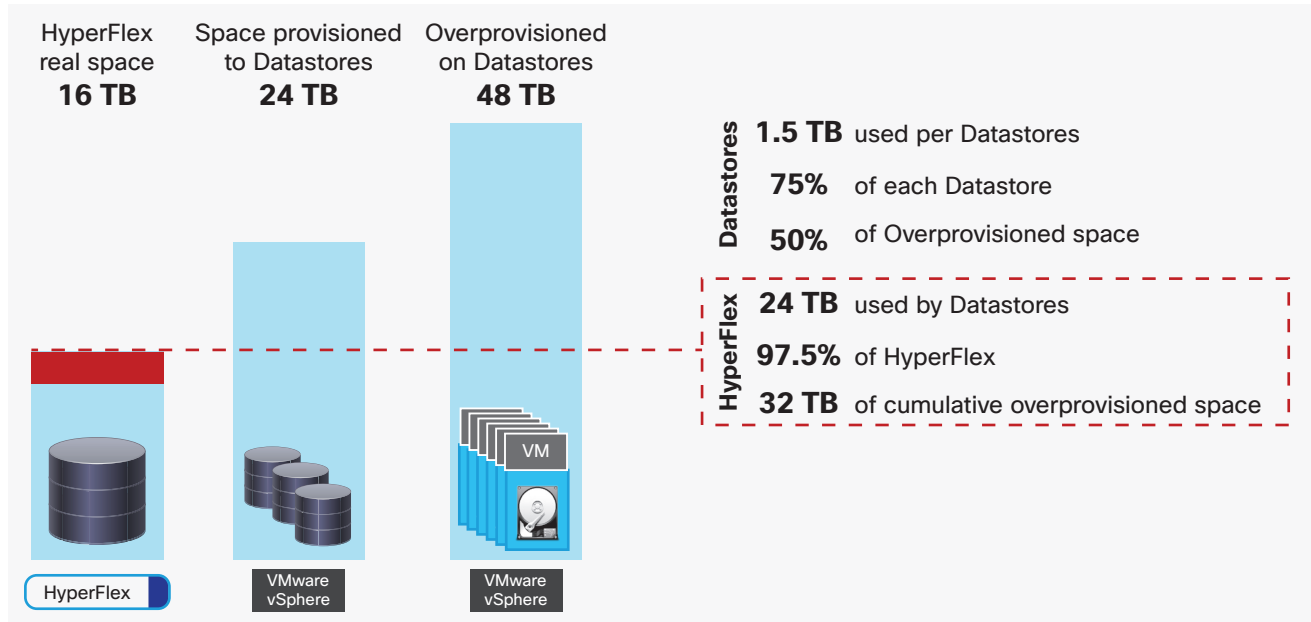 HyperFlex
real space
16 TB
Space provisioned
to Datastores
24 TB
Overprovisioned
on Datastores
48 TB
Datastores
1.5 TB used per Datastores
75% of each Datastore
50% of Overprovisioned space
HyperFlex
24 TB used by Datastores
97.5% of HyperFlex
32 TB of cumulative overprovisioned space
VM
HyperFlex
VMware
vSphere
VMware
vSphere